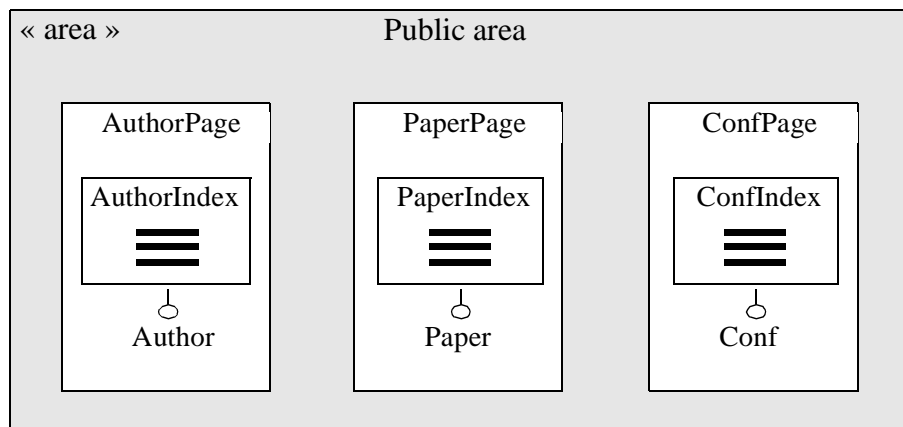 « area » Public area
AuthorPage PaperPage ConfPage
AuthorIndex PaperIndex ConfIndex
Author Paper Conf